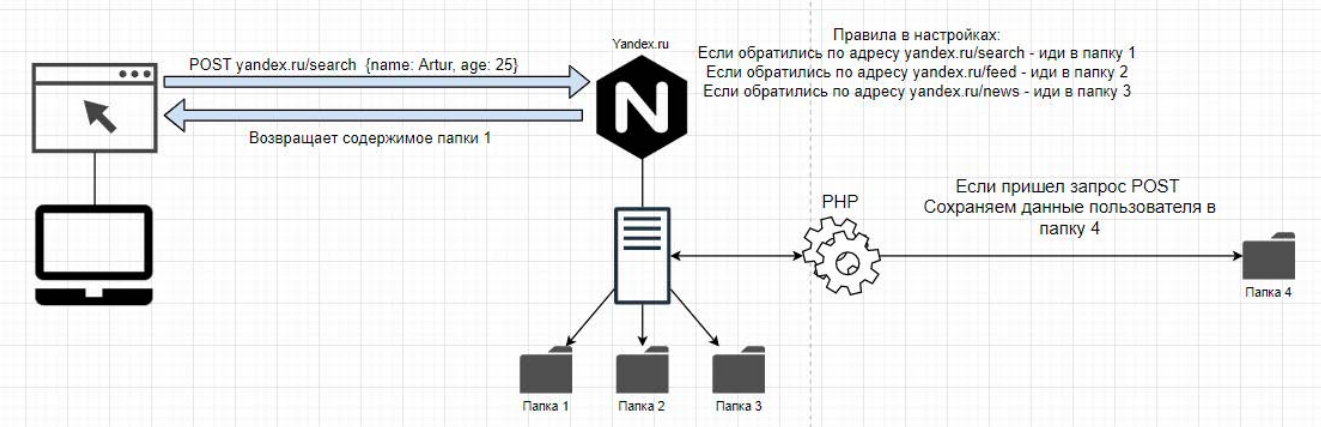 Yandex.ru
Правила в настройках:
Если обратились по адресу yandex.ru/search - иди в папку 1
Если обратились по адресу yandex.ru/feed - иди в папку 2
Если обратились по адресу yandex.ru/news - иди в папку 3
POST yandex.ru/search {name: Artur, age: 25}
N
Возвращает содержимое папки 1
PHP
Если пришел запрос POST
Сохраняем данные пользователя в
папку 4
Папка 4
Папка 1
Папка 2
Папка 3